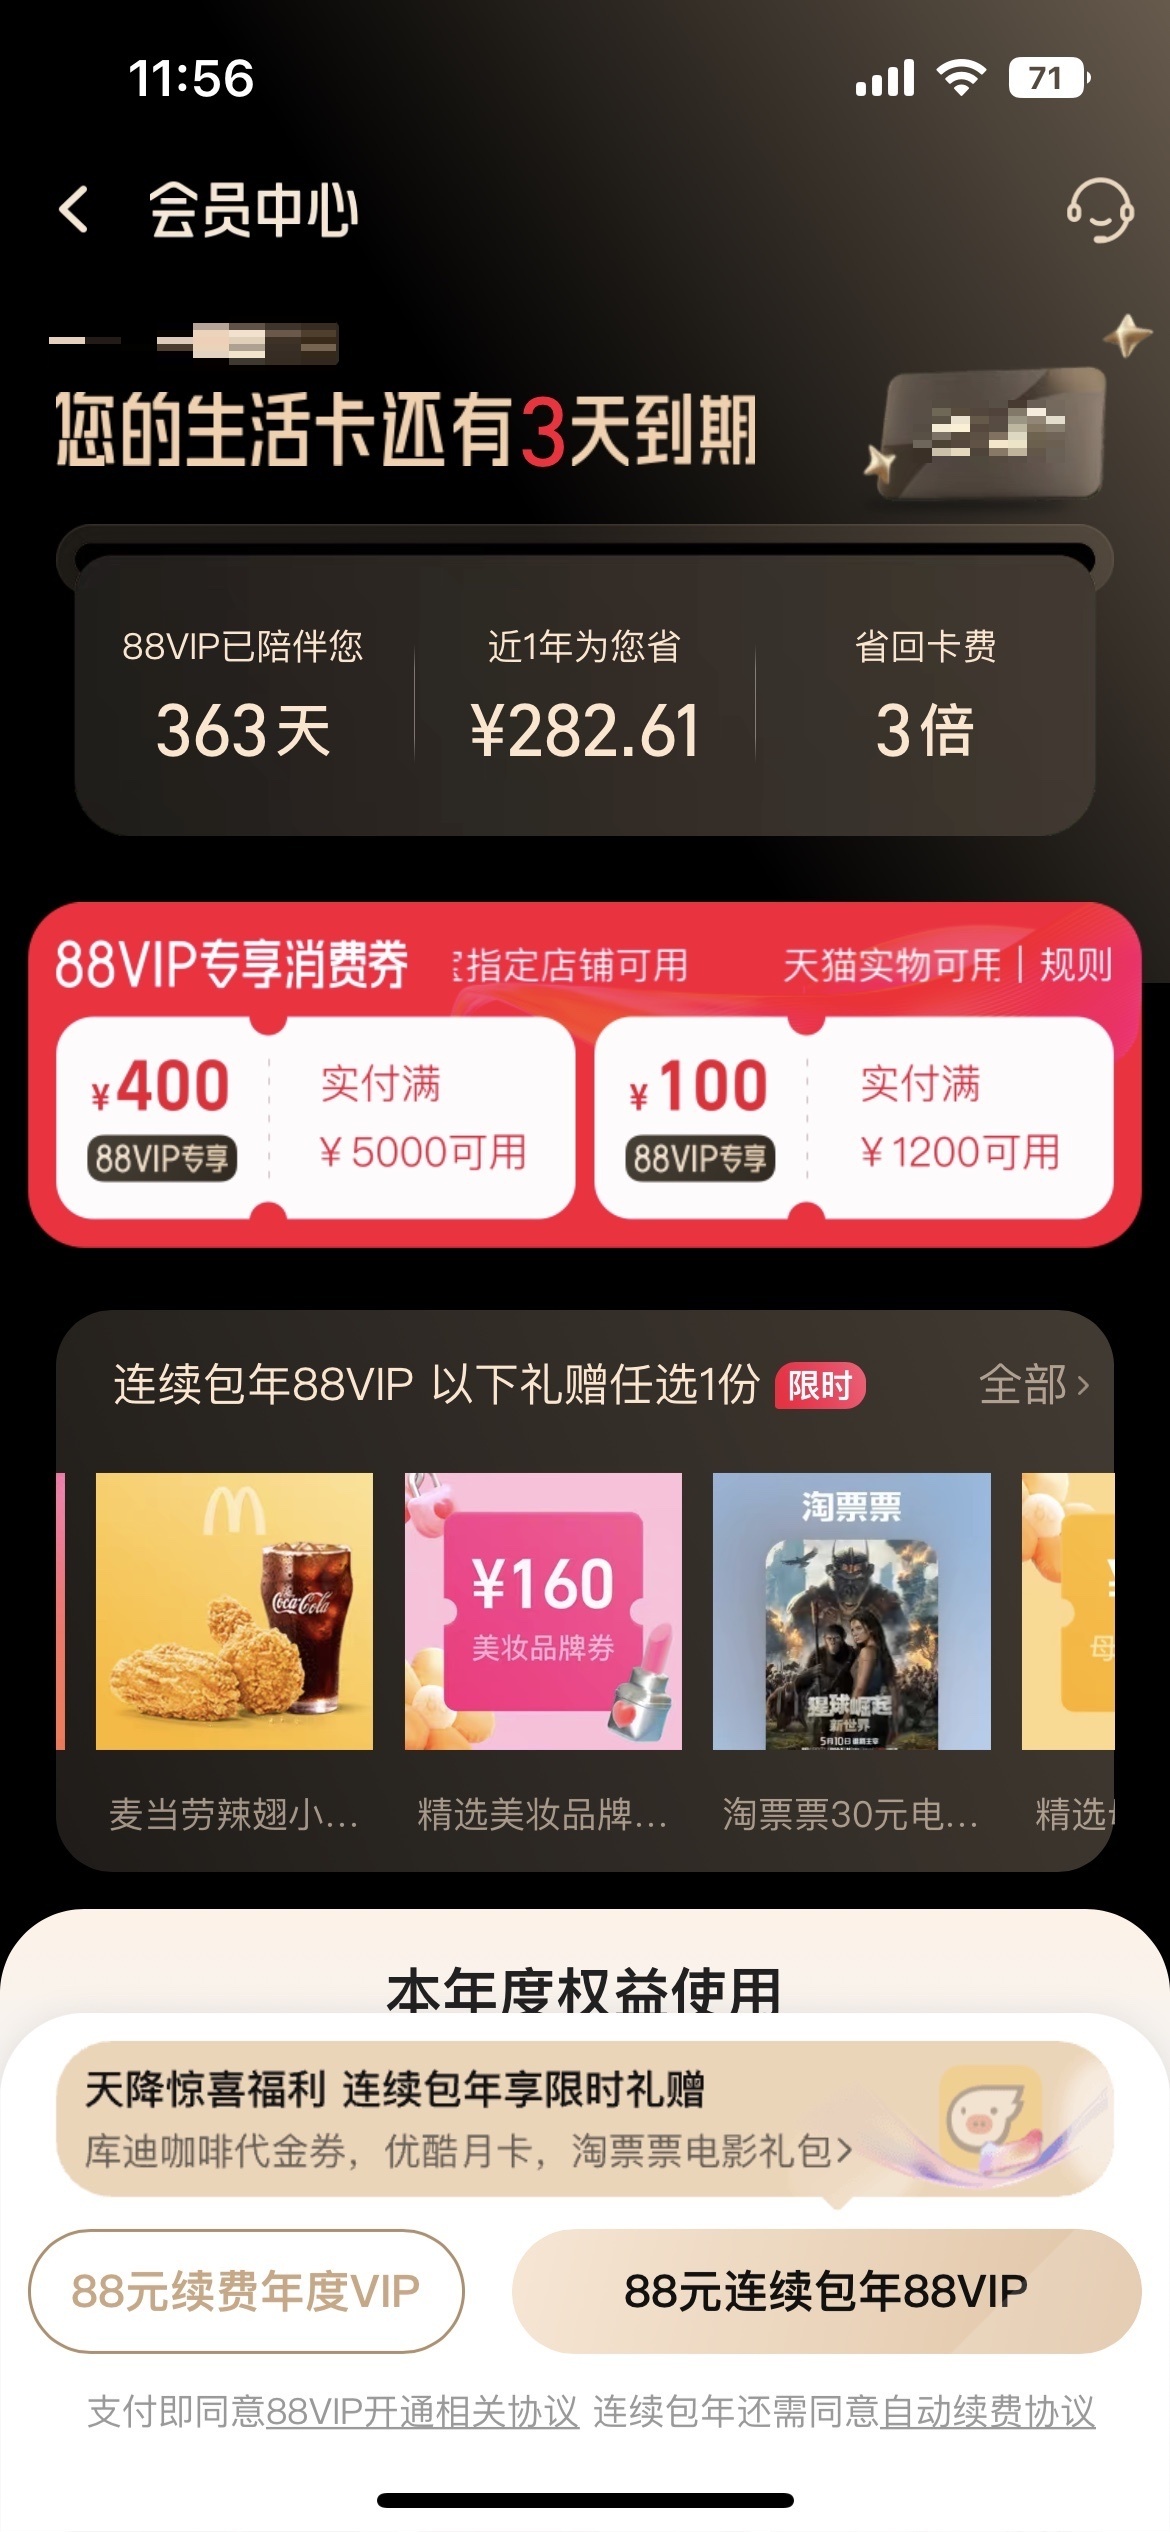 11:56
71
会员中心
您的生活卡还有3天到期
88VIP已陪伴您
363天
近1年为您省
¥282.61
省回卡费
3倍
88VIP专享消费券
指定店铺可用
天猫实物可用
规则
¥400
88VIP专享
实付满
¥5000可用
¥100
88VIP专享
实付满
¥1200可用
连续包年88VIP 以下礼赠任选1份
限时
全部
Coca-Cola
麦当劳辣翅小...
¥160
美妆品牌券
精选美妆品牌...
淘票票
猩球崛起
新世界
淘票票30元电...
母
精选
本年度权益使用
天降惊喜福利 连续包年享限时礼赠
库迪咖啡代金券，优酷月卡，淘票票电影礼包>
88元续费年度VIP
88元连续包年88VIP
支付即同意88VIP开通相关协议 连续包年还需同意自动续费协议